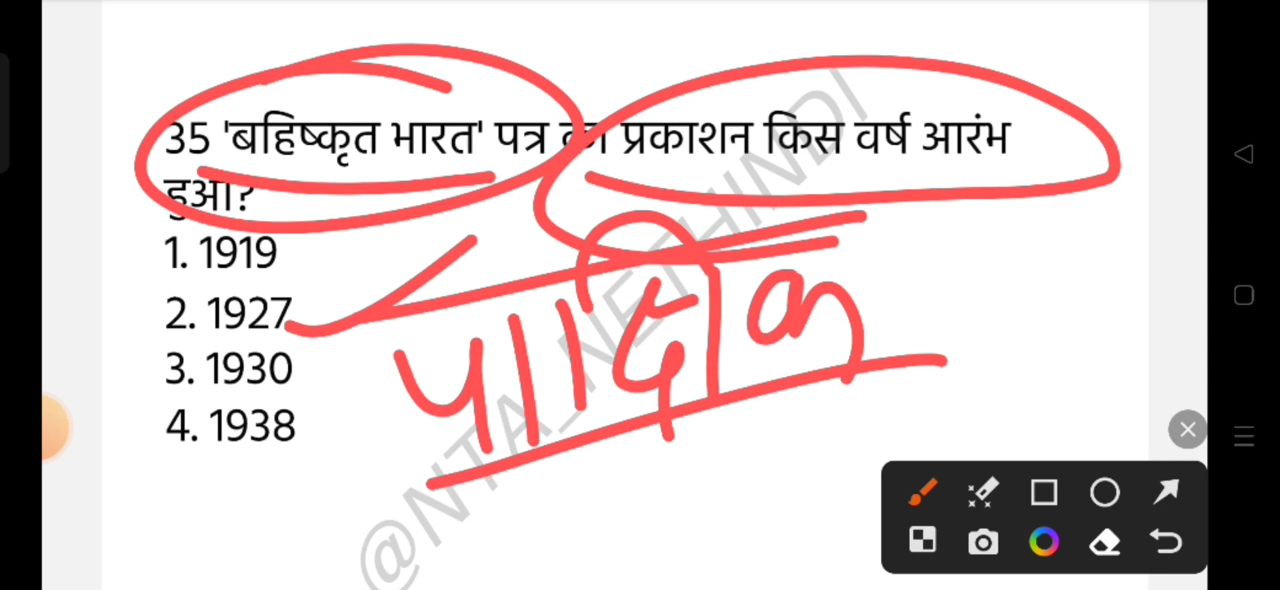 35 'बहिष्कृत भारत' पत्र का प्रकाशन किस वर्ष आरंभ
हुआ?
1. 1919
2. 1927
3. 1930
4. 1938
पाक्षिक
@NTA_NETHINDI